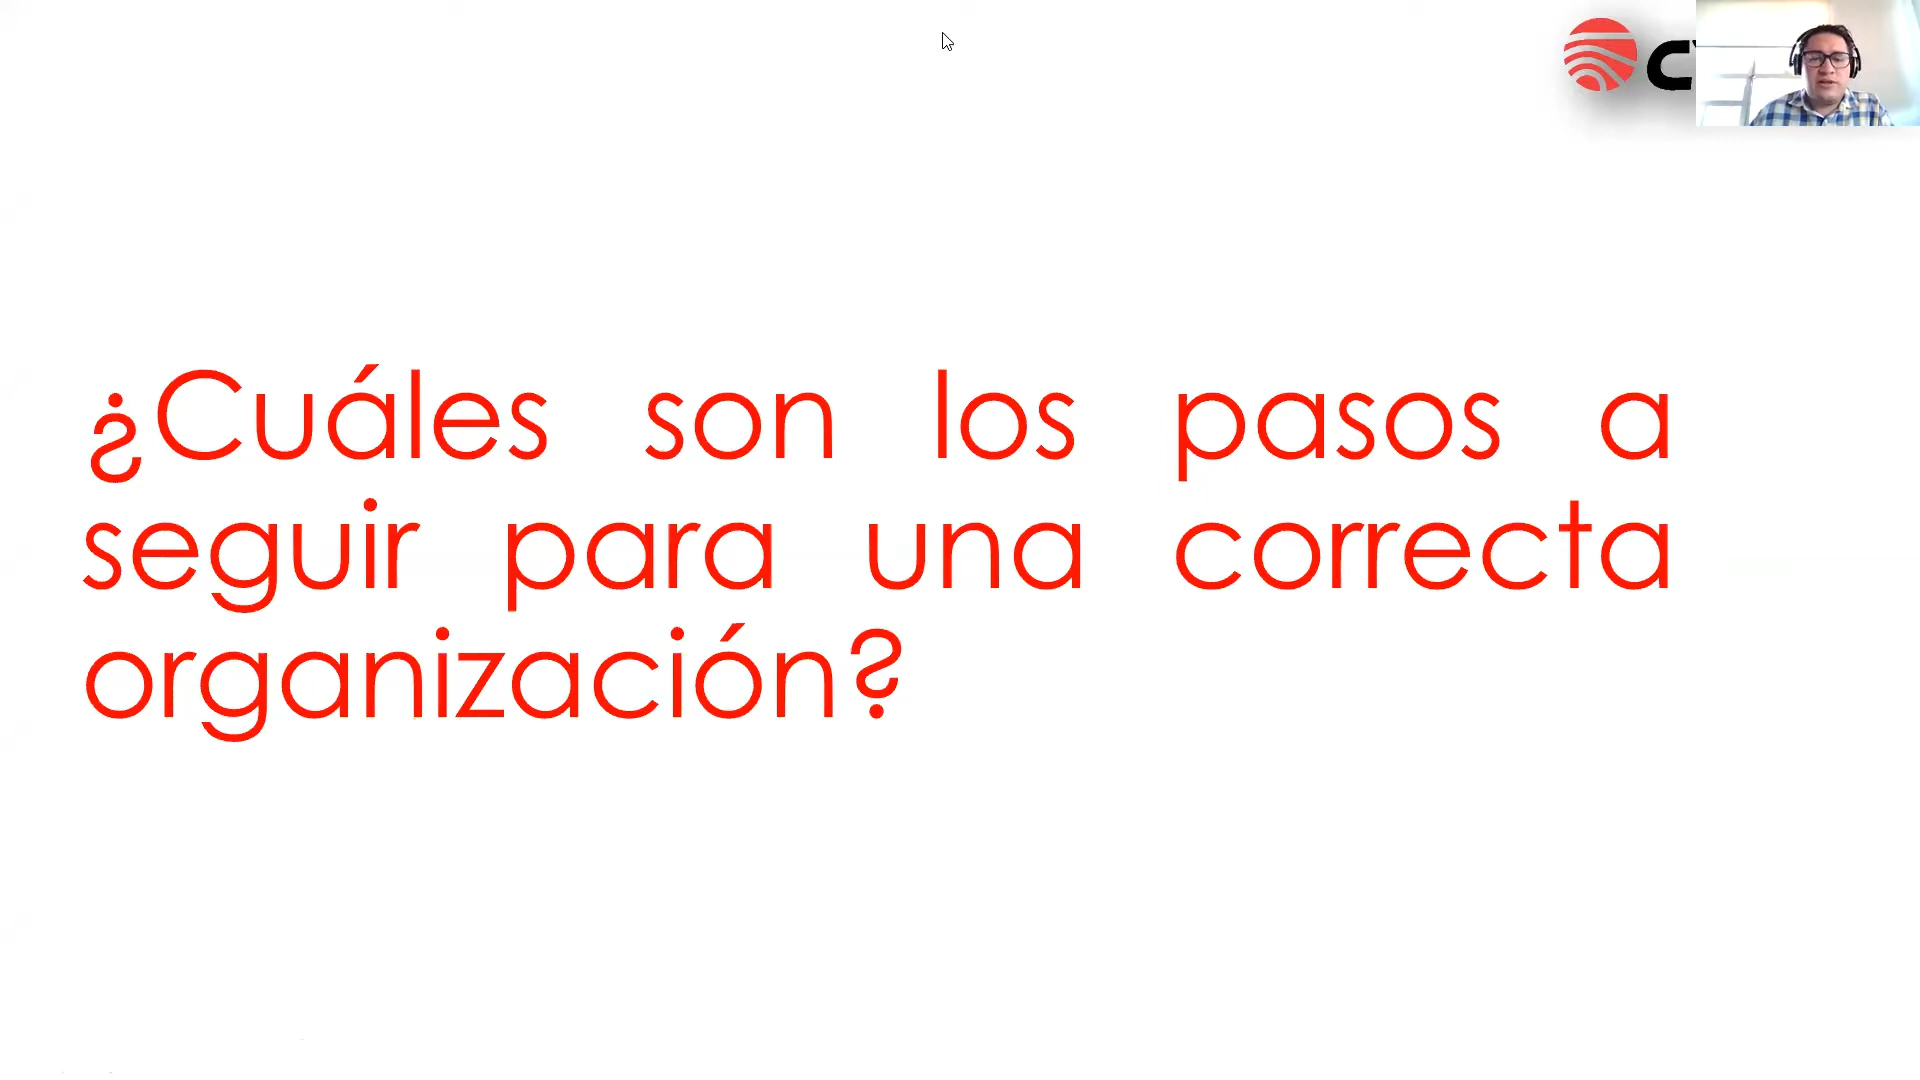 ¿Cuáles son los pasos a
seguir para una correcta
organización?